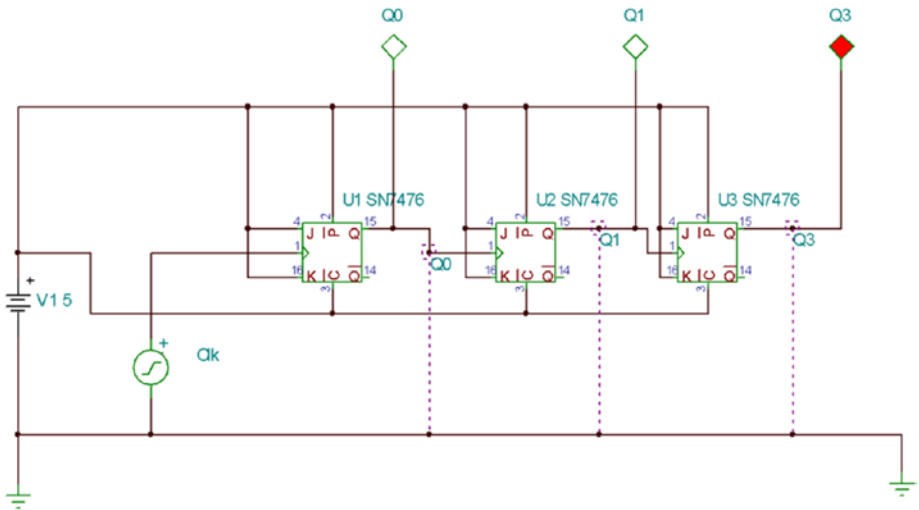 Q0 Q1 Q3
U1 SN7476 U2 SN7476 U3 SN7476
4 J 2 P Q 15 4 J 2 P Q 15 4 J 2 P Q 15
1 1 1
Q0 Q1 Q3
16 K C Q 14 16 K C Q 14 16 K C Q 14
3 3 3
+
V1 5
+
Clk